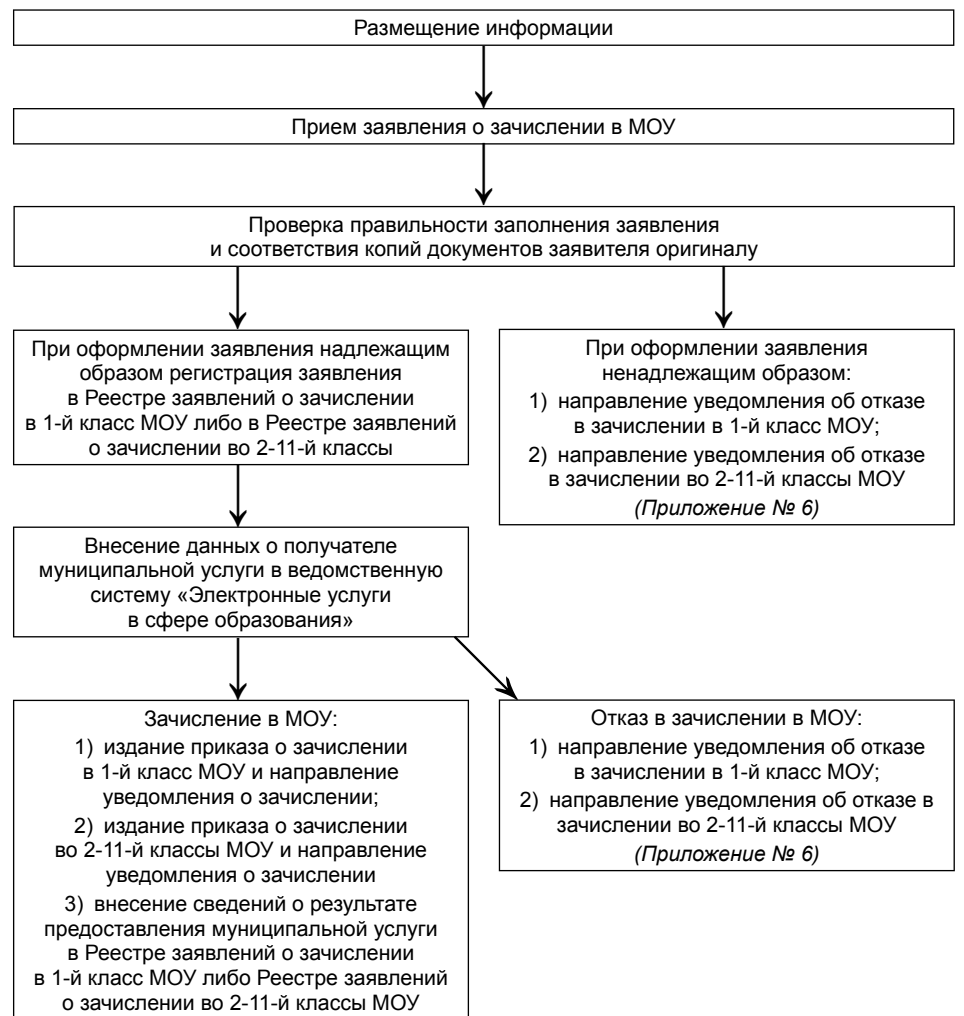 Размещение информации
Прием заявления о зачислении в МОУ
Проверка правильности заполнения заявления
и соответствия копий документов заявителя оригиналу
При оформлении заявления надлежащим
образом регистрация заявления
в Реестре заявлений о зачислении
в 1-й класс МОУ либо в Реестре заявлений
о зачислении во 2-11-й классы
При оформлении заявления
ненадлежащим образом:
1) направление уведомления об отказе
в зачислении в 1-й класс МОУ;
2) направление уведомления об отказе
в зачислении во 2-11-й классы МОУ
(Приложение № 6)
Внесение данных о получателе
муниципальной услуги в ведомственную
систему «Электронные услуги
в сфере образования»
Зачисление в МОУ:
1) издание приказа о зачислении
в 1-й класс МОУ и направление
уведомления о зачислении;
2) издание приказа о зачислении
во 2-11-й классы МОУ и направление
уведомления о зачислении
3) внесение сведений о результате
предоставления муниципальной услуги
в Реестре заявлений о зачислении
в 1-й класс МОУ либо Реестре заявлений
о зачислении во 2-11-й классы МОУ
Отказ в зачислении в МОУ:
1) направление уведомления об отказе
в зачислении в 1-й класс МОУ;
2) направление уведомления об отказе в
зачислении во 2-11-й классы МОУ
(Приложение № 6)